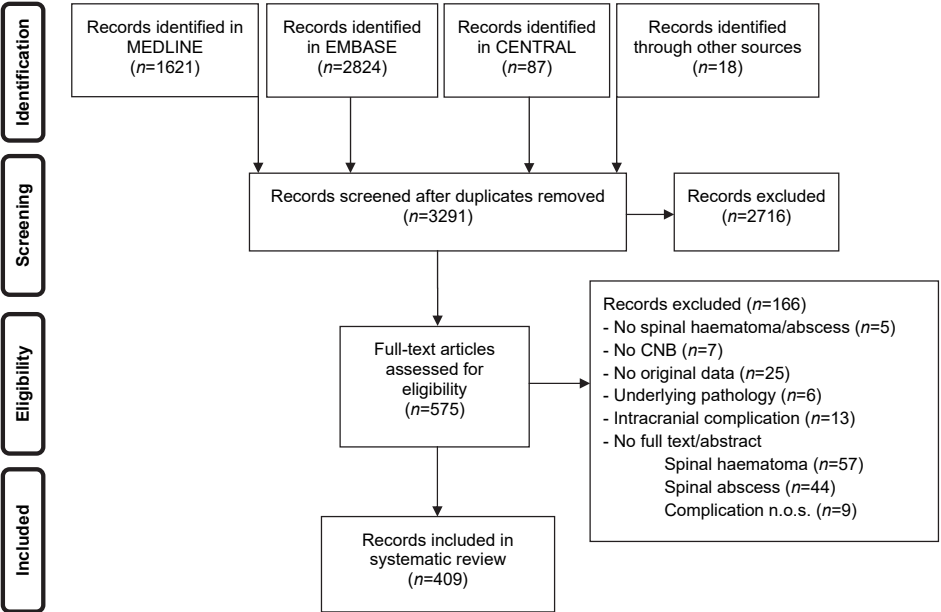 Identification
Records identified in
MEDLINE
(n=1621)
Records identified
in EMBASE
(n=2824)
Records identified
in CENTRAL
(n=87)
Records identified
through other sources
(n=18)
Screening
Records screened after duplicates removed
(n=3291)
Records excluded
(n=2716)
Eligibility
Full-text articles
assessed for
eligibility
(n=575)
Records excluded (n=166)
- No spinal haematoma/abscess (n=5)
- No CNB (n=7)
- No original data (n=25)
- Underlying pathology (n=6)
- Intracranial complication (n=13)
- No full text/abstract
Spinal haematoma (n=57)
Spinal abscess (n=44)
Complication n.o.s. (n=9)
Included
Records included in
systematic review
(n=409)